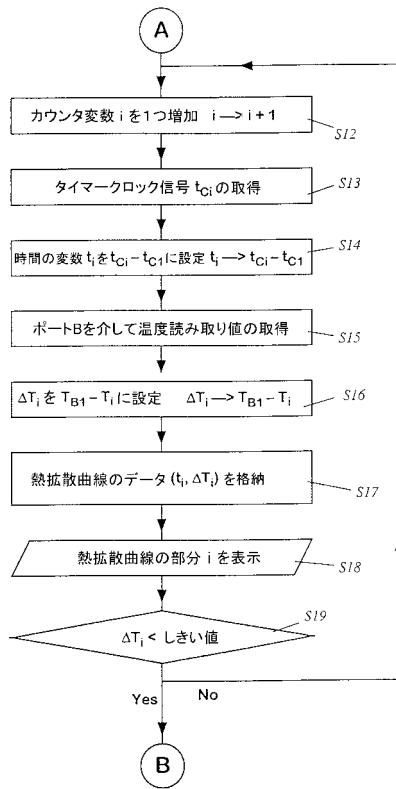 A
カウンタ変数 i を1つ増加 i → i + 1
S12
タイマークロック信号 tCi の取得
S13
時間の変数 ti を tCi − tC1 に設定 ti → tCi − tC1
S14
ポートBを介して温度読み取り値の取得
S15
ΔTi を TB1 − Ti に設定 ΔTi → TB1 − Ti
S16
熱拡散曲線のデータ (ti, ΔTi) を格納
S17
熱拡散曲線の部分 i を表示
S18
ΔTi < しきい値
S19
Yes No
B